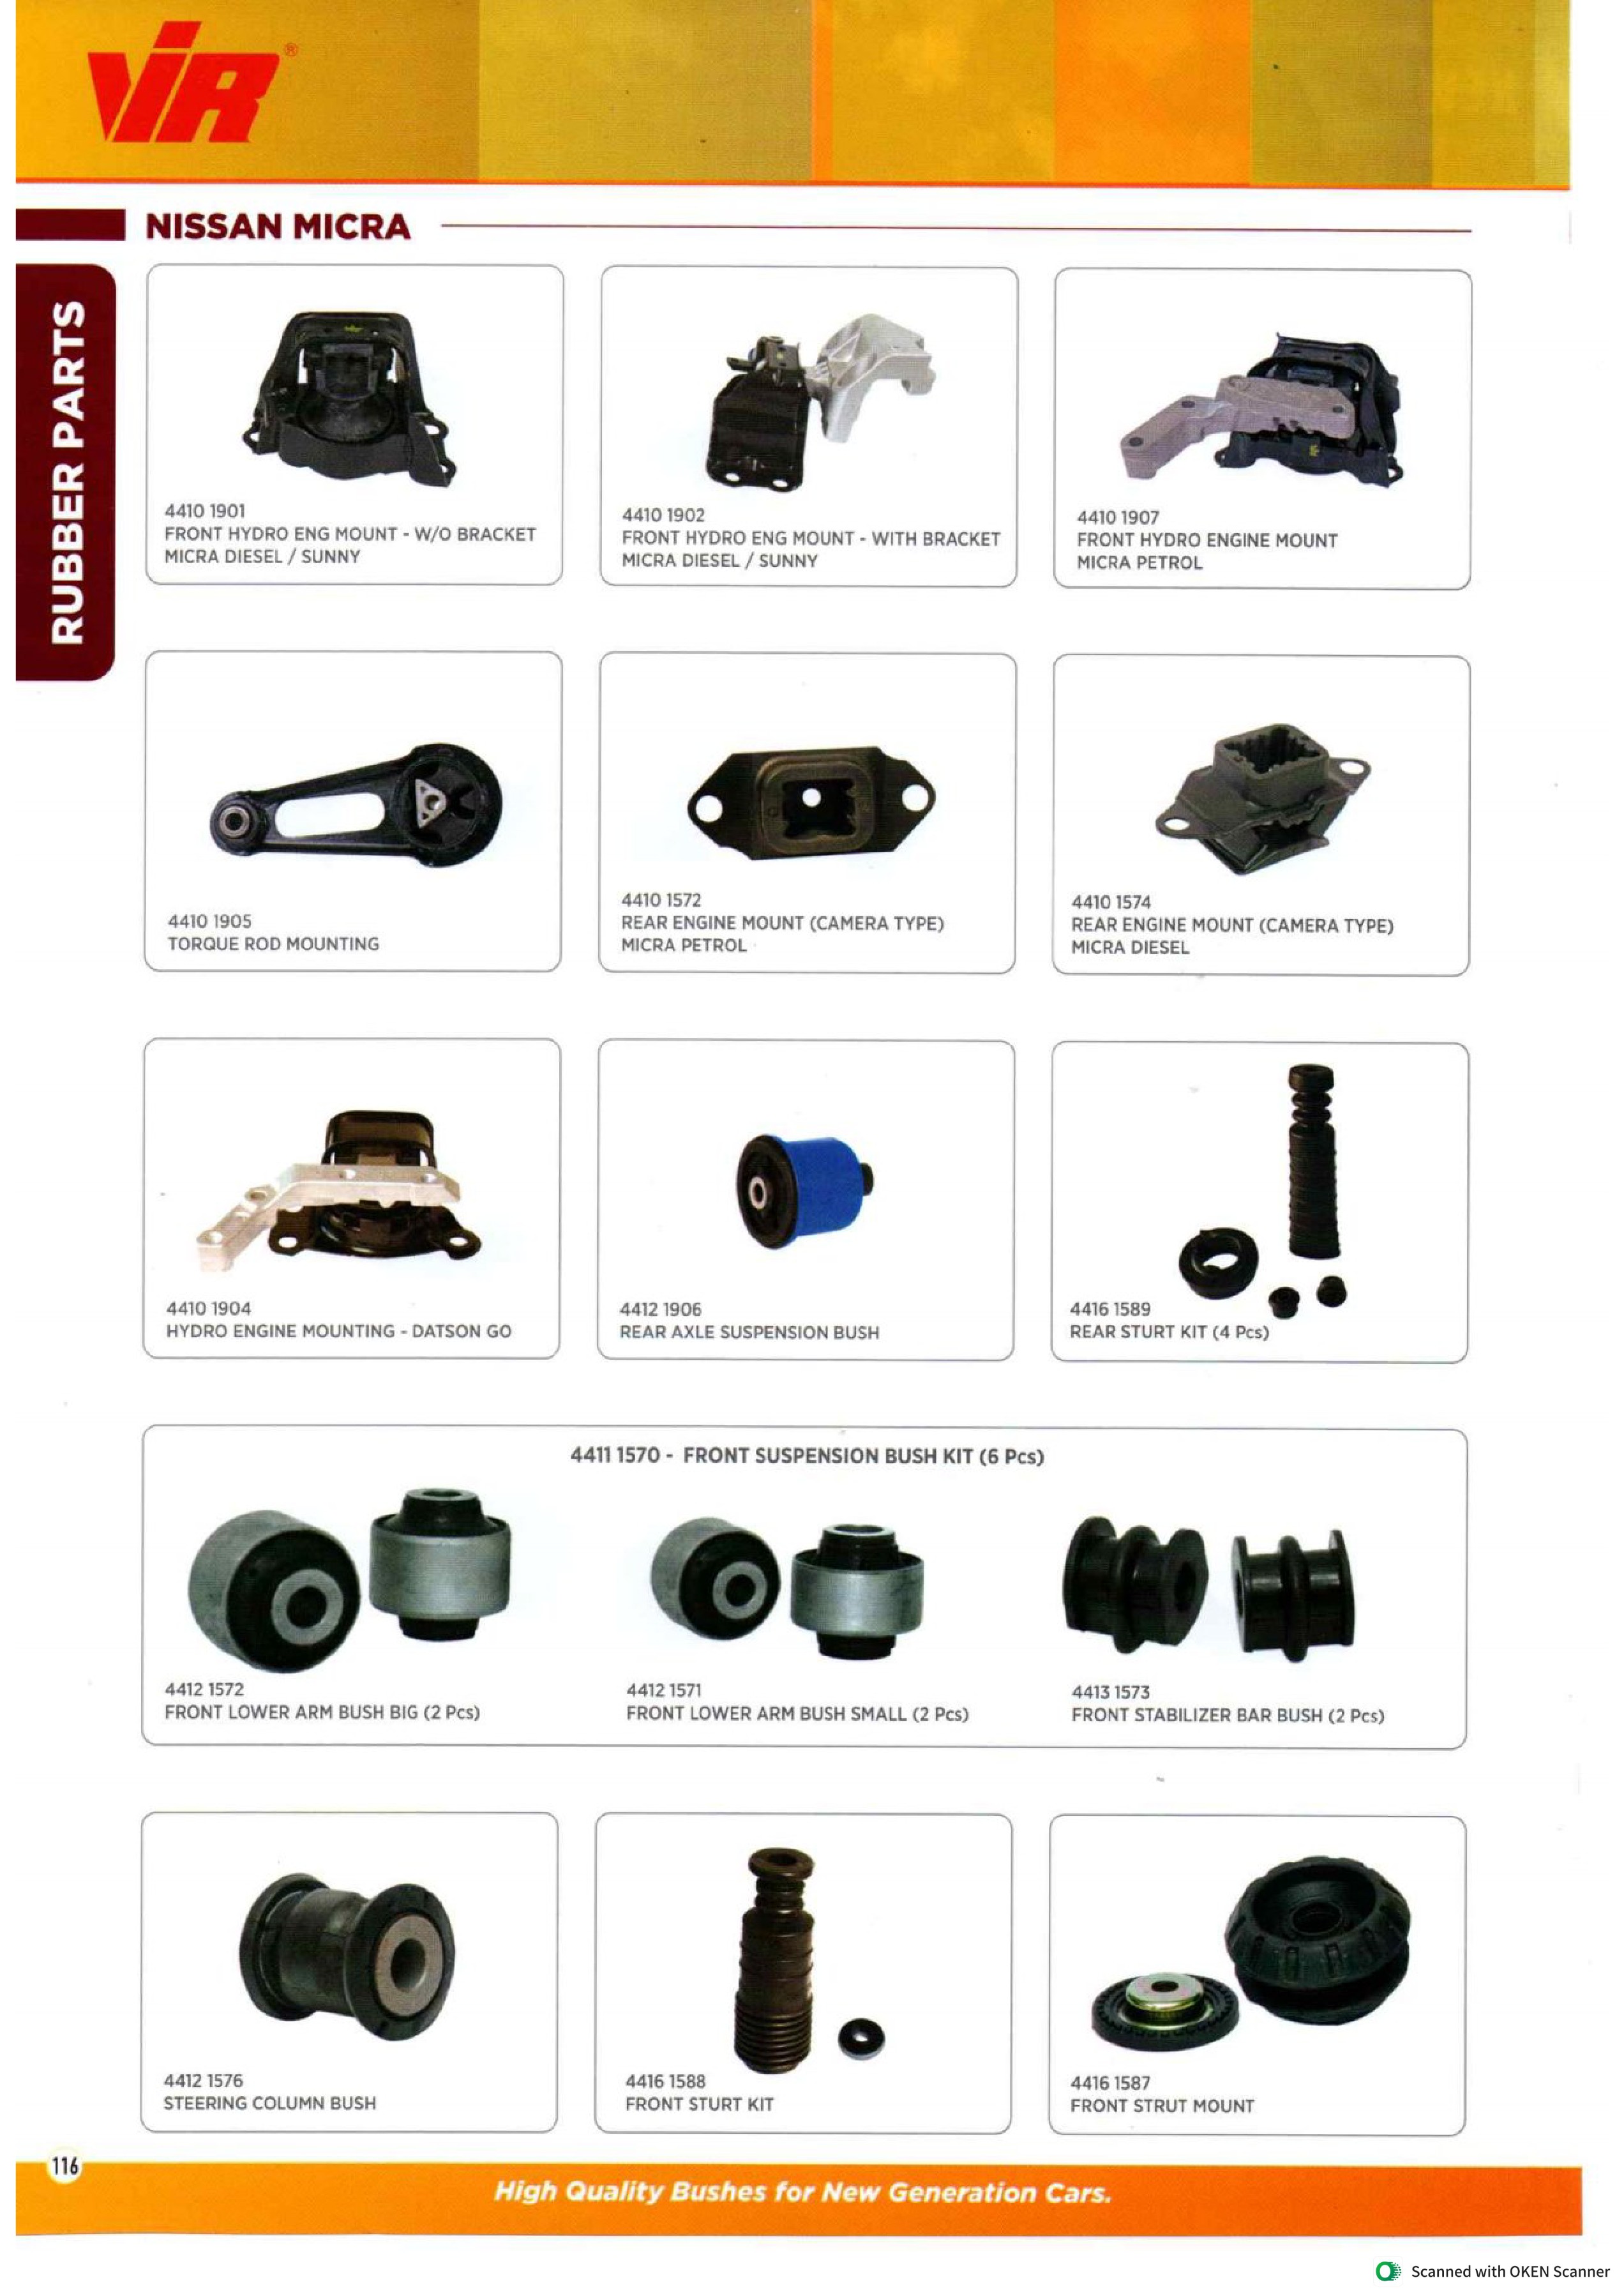 ViR®
NISSAN MICRA
RUBBER PARTS
4410 1901
FRONT HYDRO ENG MOUNT - W/O BRACKET
MICRA DIESEL / SUNNY
4410 1902
FRONT HYDRO ENG MOUNT - WITH BRACKET
MICRA DIESEL / SUNNY
4410 1907
FRONT HYDRO ENGINE MOUNT
MICRA PETROL
4410 1905
TORQUE ROD MOUNTING
4410 1572
REAR ENGINE MOUNT (CAMERA TYPE)
MICRA PETROL
4410 1574
REAR ENGINE MOUNT (CAMERA TYPE)
MICRA DIESEL
4410 1904
HYDRO ENGINE MOUNTING - DATSON GO
4412 1906
REAR AXLE SUSPENSION BUSH
4416 1589
REAR STURT KIT (4 Pcs)
4411 1570 - FRONT SUSPENSION BUSH KIT (6 Pcs)
4412 1572
FRONT LOWER ARM BUSH BIG (2 Pcs)
4412 1571
FRONT LOWER ARM BUSH SMALL (2 Pcs)
4413 1573
FRONT STABILIZER BAR BUSH (2 Pcs)
4412 1576
STEERING COLUMN BUSH
4416 1588
FRONT STURT KIT
4416 1587
FRONT STRUT MOUNT
116
High Quality Bushes for New Generation Cars.
Scanned with OKEN Scanner